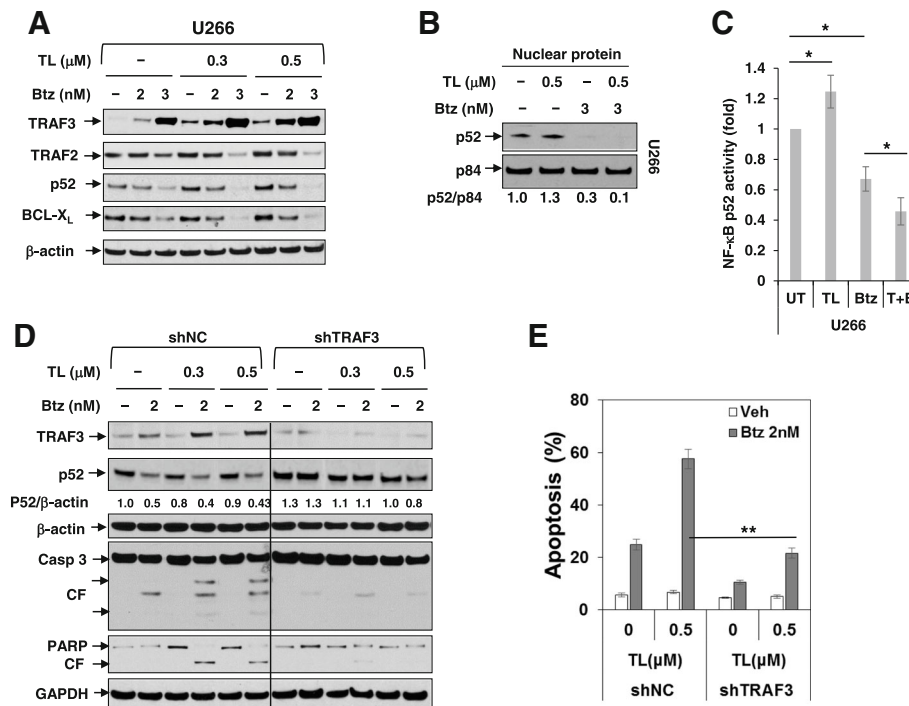 A
U266
TL (μM) – 0.3 0.5
Btz (nM) – 2 3 – 2 3 – 2 3
TRAF3
TRAF2
p52
BCL-XL
β-actin
B
Nuclear protein
TL (μM) – 0.5 – 0.5
Btz (nM) – – 3 3
p52
p84
U266
p52/p84 1.0 1.3 0.3 0.1
C
NF-κB p52 activity (fold)
1.4
1.2
1
0.8
0.6
0.4
0.2
0
* * *
UT TL Btz
U266
D
shNC shTRAF3
TL (μM) – 0.3 0.5 – 0.3 0.5
Btz (nM) – 2 – 2 – 2 – 2 – 2 – 2
TRAF3
p52
P52/β-actin 1.0 0.5 0.8 0.4 0.9 0.43 1.3 1.3 1.1 1.1 1.0 0.8
β-actin
Casp 3
CF
PARP
CF
GAPDH
E
Apoptosis (%)
80
60
40
20
0
Veh
Btz 2nM
**
0 0.5 0 0.5
TL(μM) TL(μM)
shNC shTRAF3